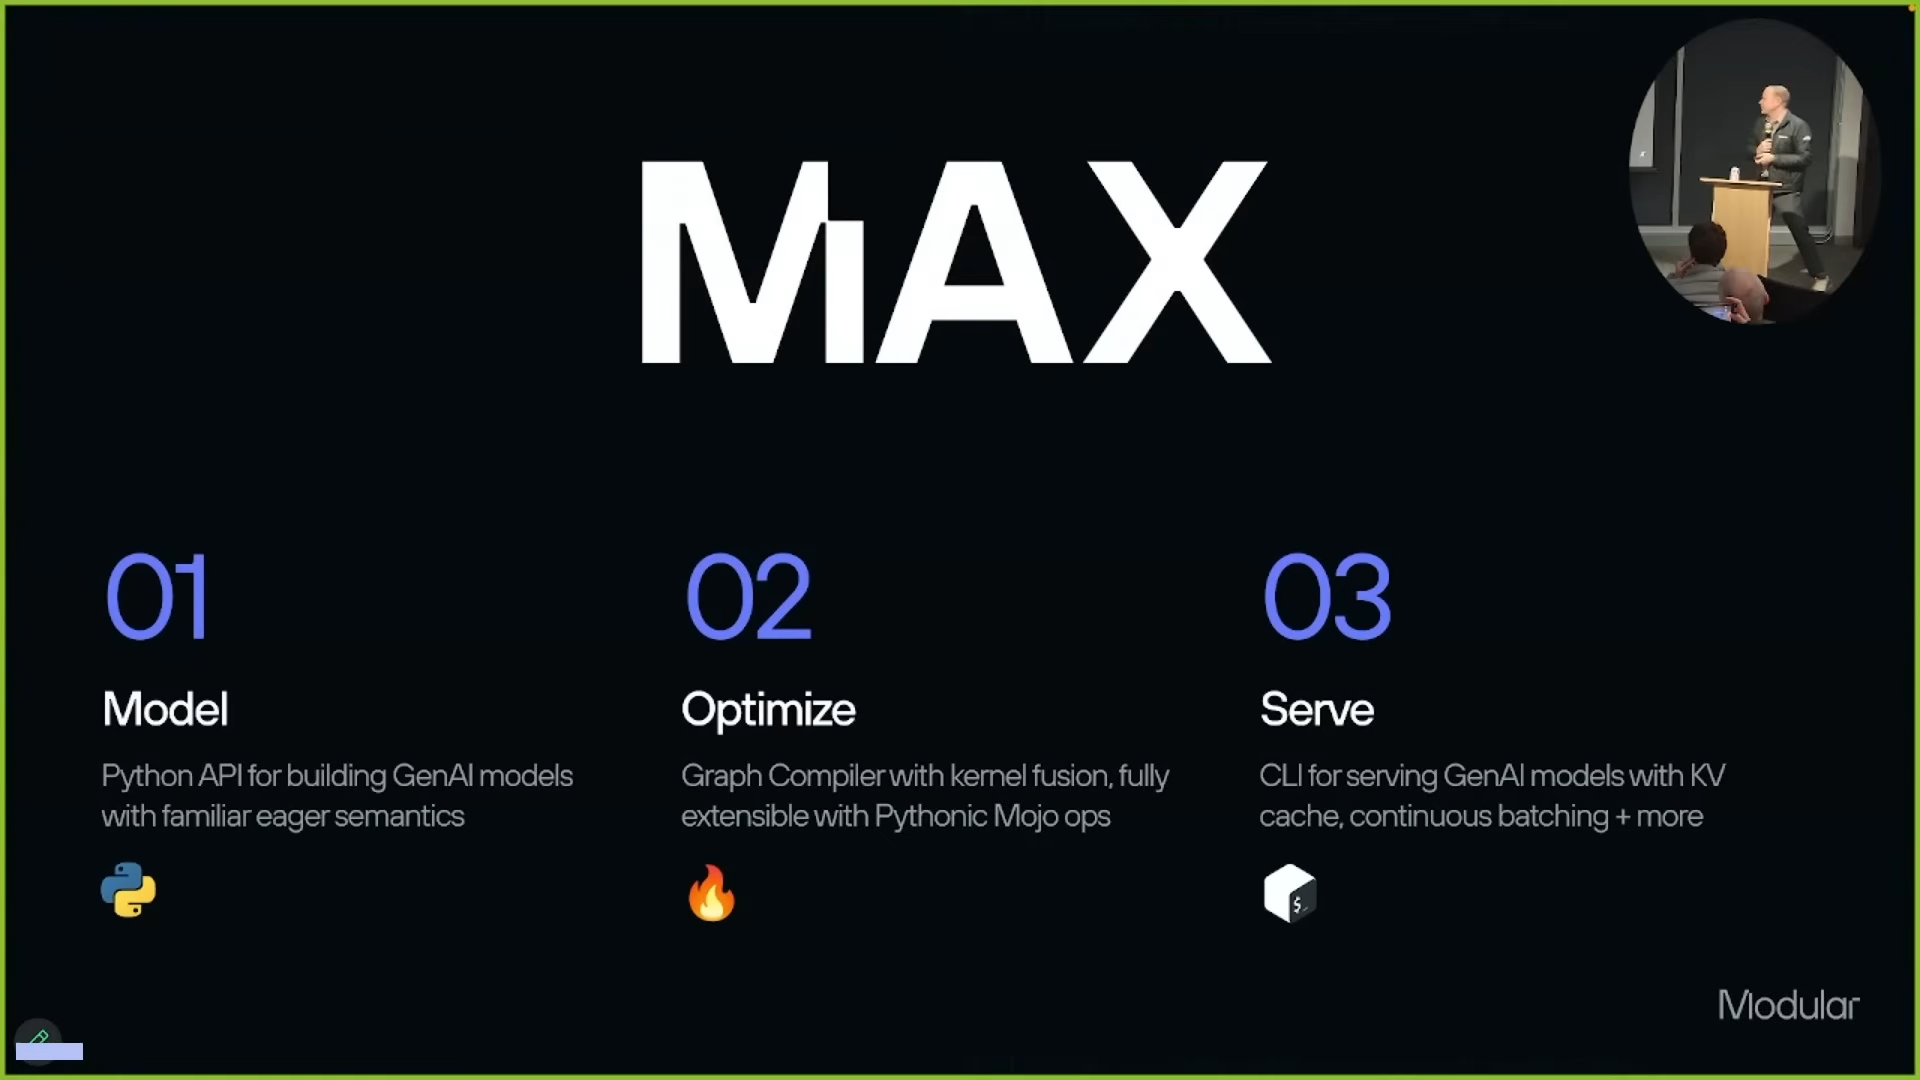 MAX
01
Model
Python API for building GenAI models
with familiar eager semantics
02
Optimize
Graph Compiler with kernel fusion, fully
extensible with Pythonic Mojo ops
03
Serve
CLI for serving GenAI models with KV
cache, continuous batching + more
$_
Modular